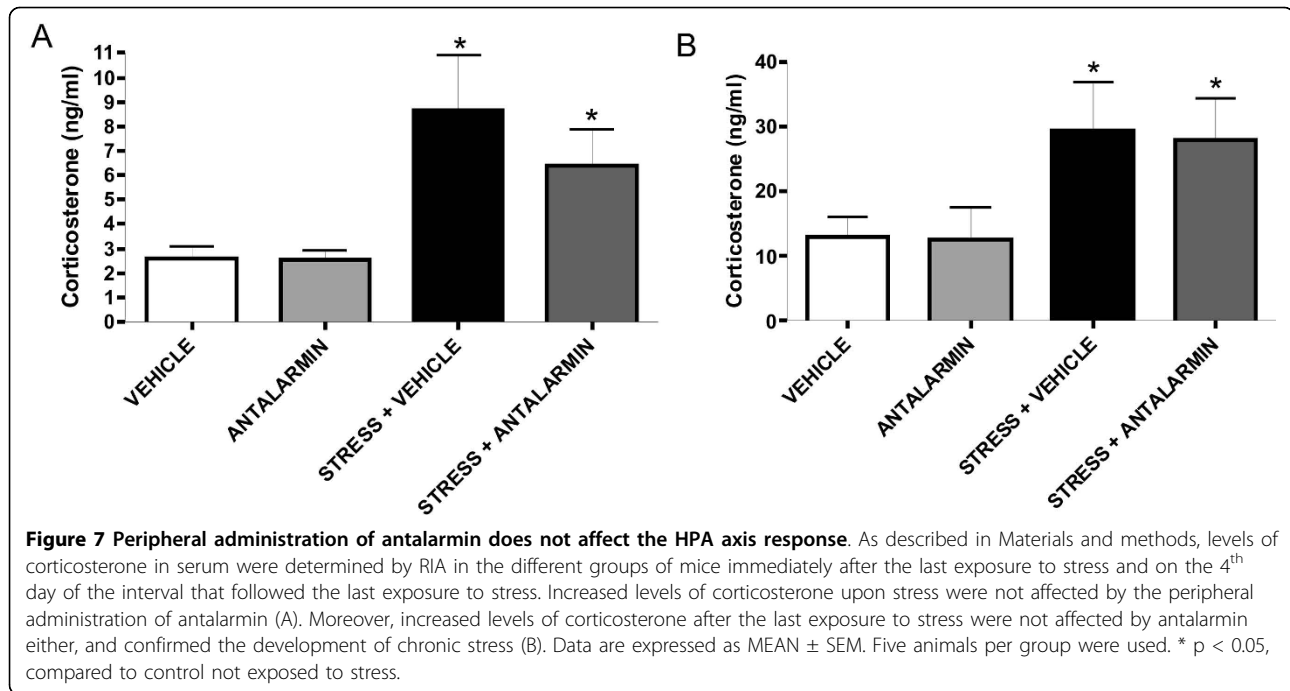 A
Corticosterone (ng/ml)
11
10
9
8
7
6
5
4
3
2
1
0
*
*
VEHICLE
ANTALARMIN
STRESS + VEHICLE
STRESS + ANTALARMIN
B
Corticosterone (ng/ml)
40
30
20
10
0
*
*
VEHICLE
ANTALARMIN
STRESS + VEHICLE
STRESS + ANTALARMIN
Figure 7 Peripheral administration of antalarmin does not affect the HPA axis response. As described in Materials and methods, levels of
corticosterone in serum were determined by RIA in the different groups of mice immediately after the last exposure to stress and on the 4th
day of the interval that followed the last exposure to stress. Increased levels of corticosterone upon stress were not affected by the peripheral
administration of antalarmin (A). Moreover, increased levels of corticosterone after the last exposure to stress were not affected by antalarmin
either, and confirmed the development of chronic stress (B). Data are expressed as MEAN ± SEM. Five animals per group were used. * p < 0.05,
compared to control not exposed to stress.